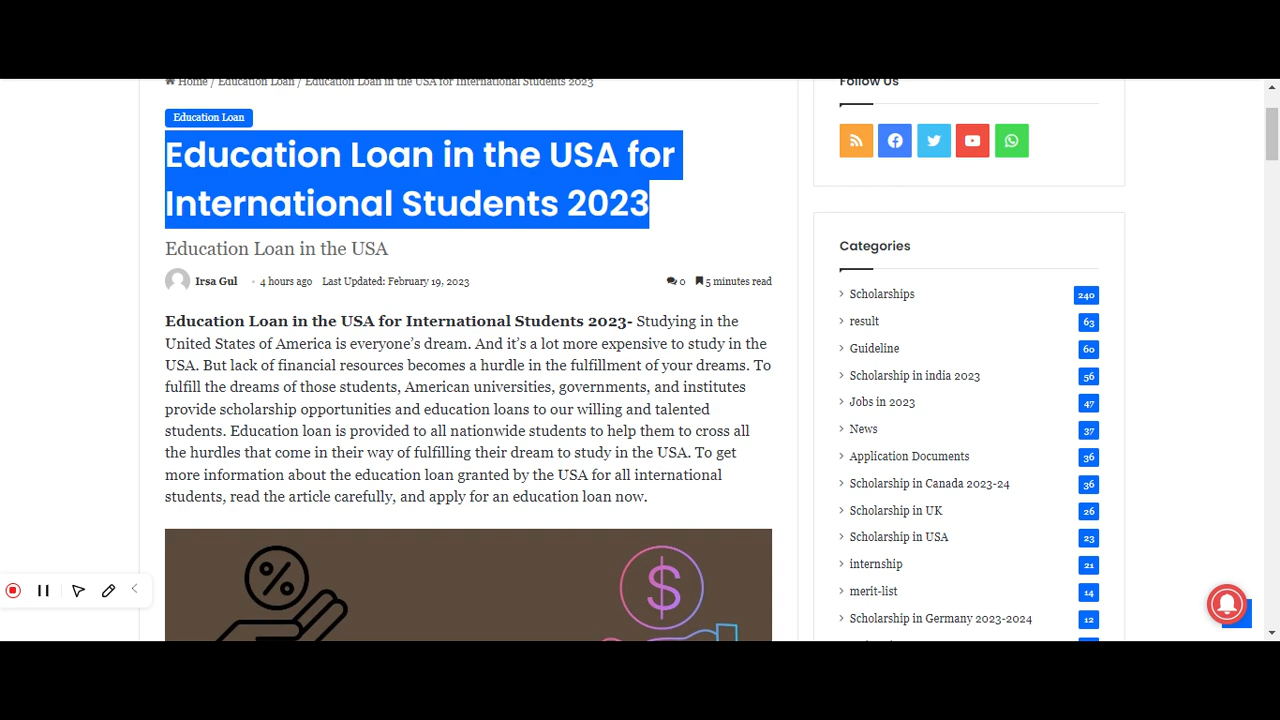 Home / Education Loan / Education Loan in the USA for International Students 2023
Education Loan
Education Loan in the USA for
International Students 2023
Education Loan in the USA
Irsa Gul • 4 hours ago Last Updated: February 19, 2023 0 5 minutes read
Education Loan in the USA for International Students 2023- Studying in the
United States of America is everyone’s dream. And it’s a lot more expensive to study in the
USA. But lack of financial resources becomes a hurdle in the fulfillment of your dreams. To
fulfill the dreams of those students, American universities, governments, and institutes
provide scholarship opportunities and education loans to our willing and talented
students. Education loan is provided to all nationwide students to help them to cross all
the hurdles that come in their way of fulfilling their dream to study in the USA. To get
more information about the education loan granted by the USA for all international
students, read the article carefully, and apply for an education loan now.
%
$
Follow Us
Categories
Scholarships 240
result 63
Guideline 60
Scholarship in india 2023 56
Jobs in 2023 47
News 37
Application Documents 36
Scholarship in Canada 2023-24 36
Scholarship in UK 26
Scholarship in USA 23
internship 21
merit-list 14
Scholarship in Germany 2023-2024 12